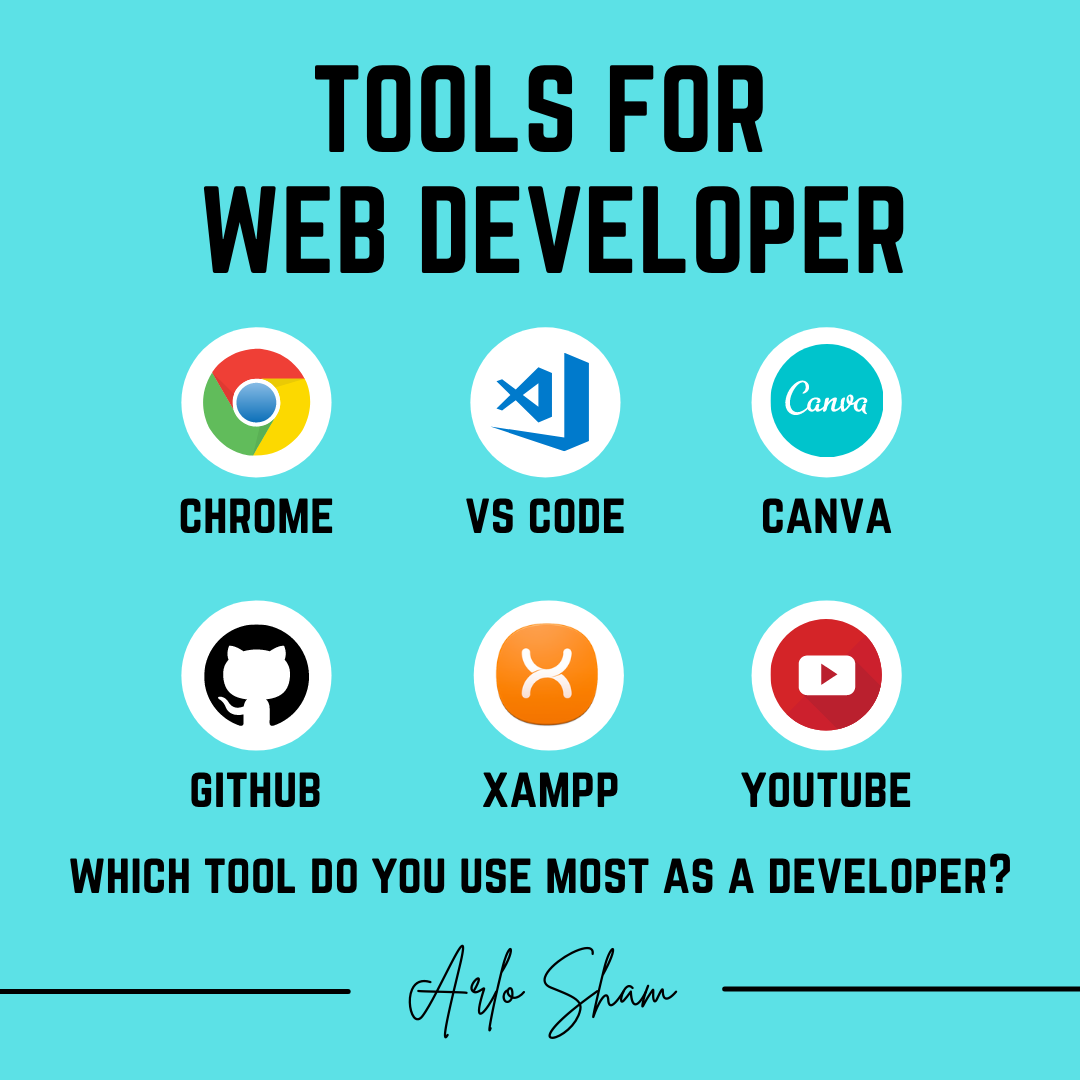 TOOLS FOR
WEB DEVELOPER
Canva
CHROME VS CODE CANVA
GITHUB XAMPP YOUTUBE
WHICH TOOL DO YOU USE MOST AS A DEVELOPER?
Arlo Sham